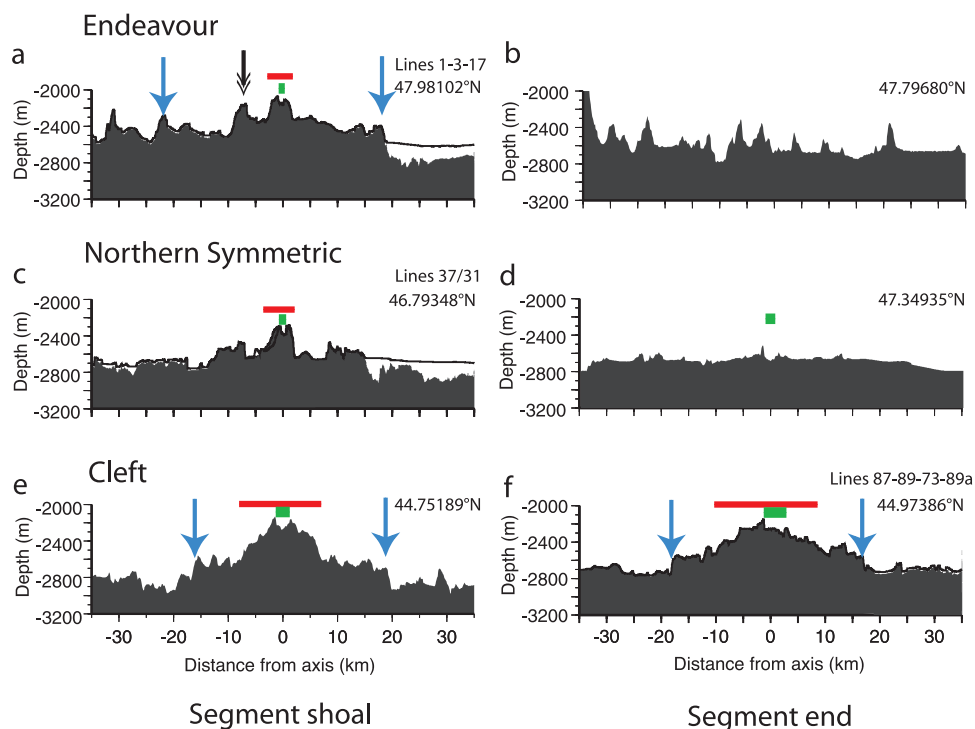 Endeavour
a
Lines 1-3-17
47.98102°N
Depth (m)
-2000
-2400
-2800
-3200
b
47.79680°N
Depth (m)
-2000
-2400
-2800
-3200
Northern Symmetric
c
Lines 37/31
46.79348°N
Depth (m)
-2000
-2400
-2800
-3200
d
47.34935°N
Depth (m)
-2000
-2400
-2800
-3200
Cleft
e
44.75189°N
Depth (m)
-2000
-2400
-2800
-3200
-30 -20 -10 0 10 20 30
Distance from axis (km)
Segment shoal
f
Lines 87-89-73-89a
44.97386°N
Depth (m)
-2000
-2400
-2800
-3200
-30 -20 -10 0 10 20 30
Distance from axis (km)
Segment end